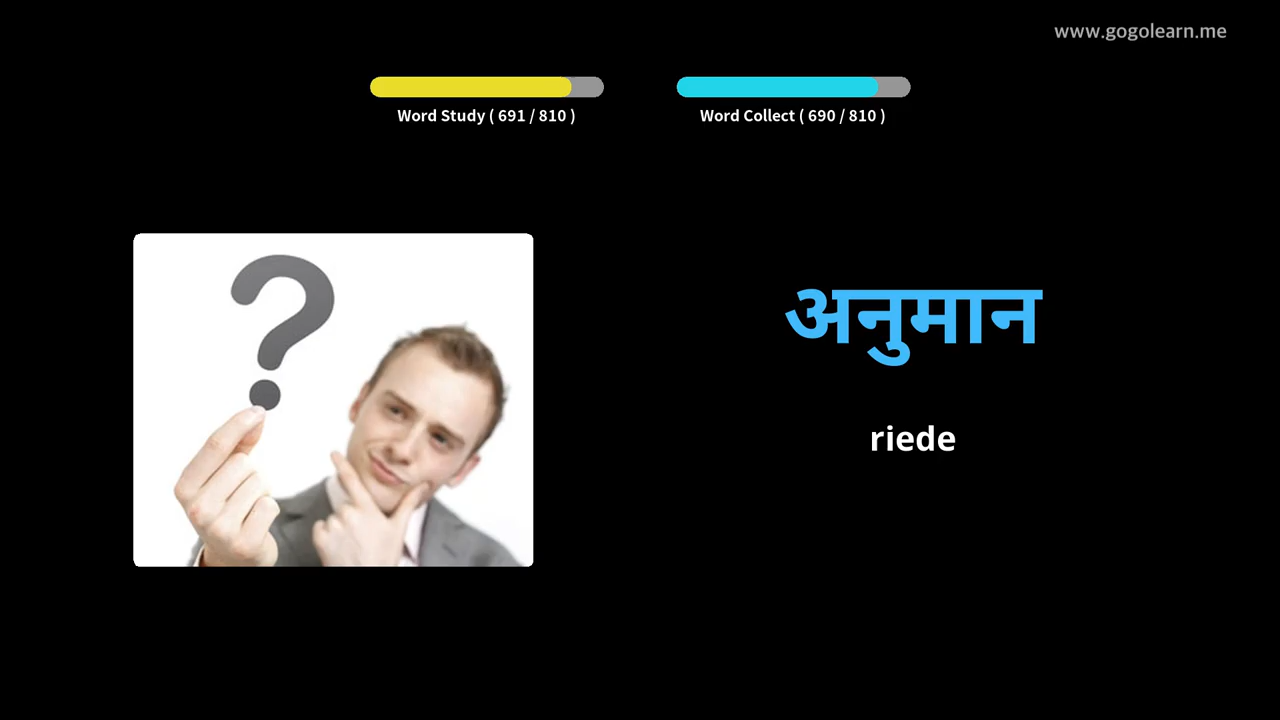 www.gogolearn.me
Word Study ( 691 / 810 )
Word Collect ( 690 / 810 )
?
अनुमान
riede